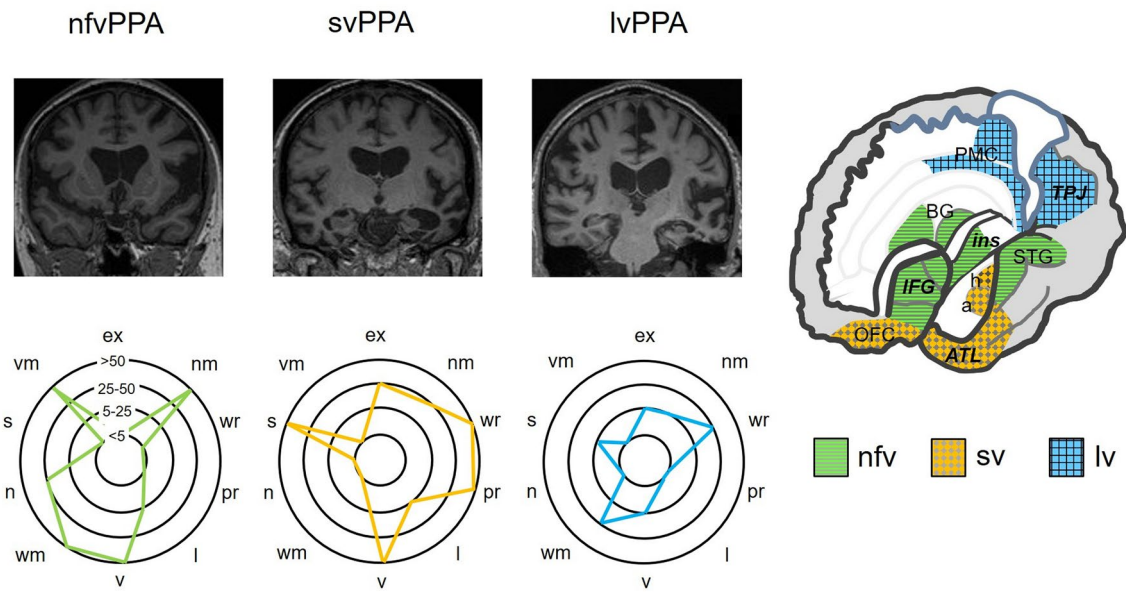 nfvPPA
svPPA
lvPPA
PMC
TPJ
BG
ins
STG
IFG
h
a
OFC
ATL
ex
vm
>50
nm
25-50
s
5-25
wr
<5
n
pr
wm
l
v
ex
vm
nm
s
wr
n
pr
wm
l
v
ex
vm
nm
s
wr
n
pr
wm
l
v
nfv
sv
lv